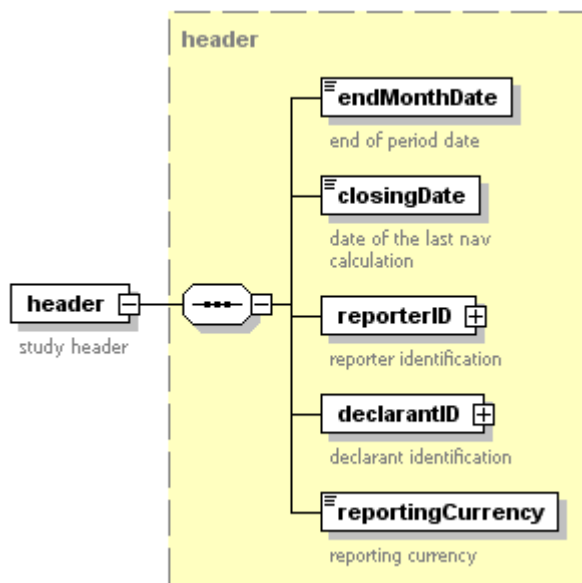 header
endMonthDate
end of period date
closingDate
date of the last nav
calculation
header
study header
reporterID
reporter identification
declarantID
declarant identification
reportingCurrency
reporting currency